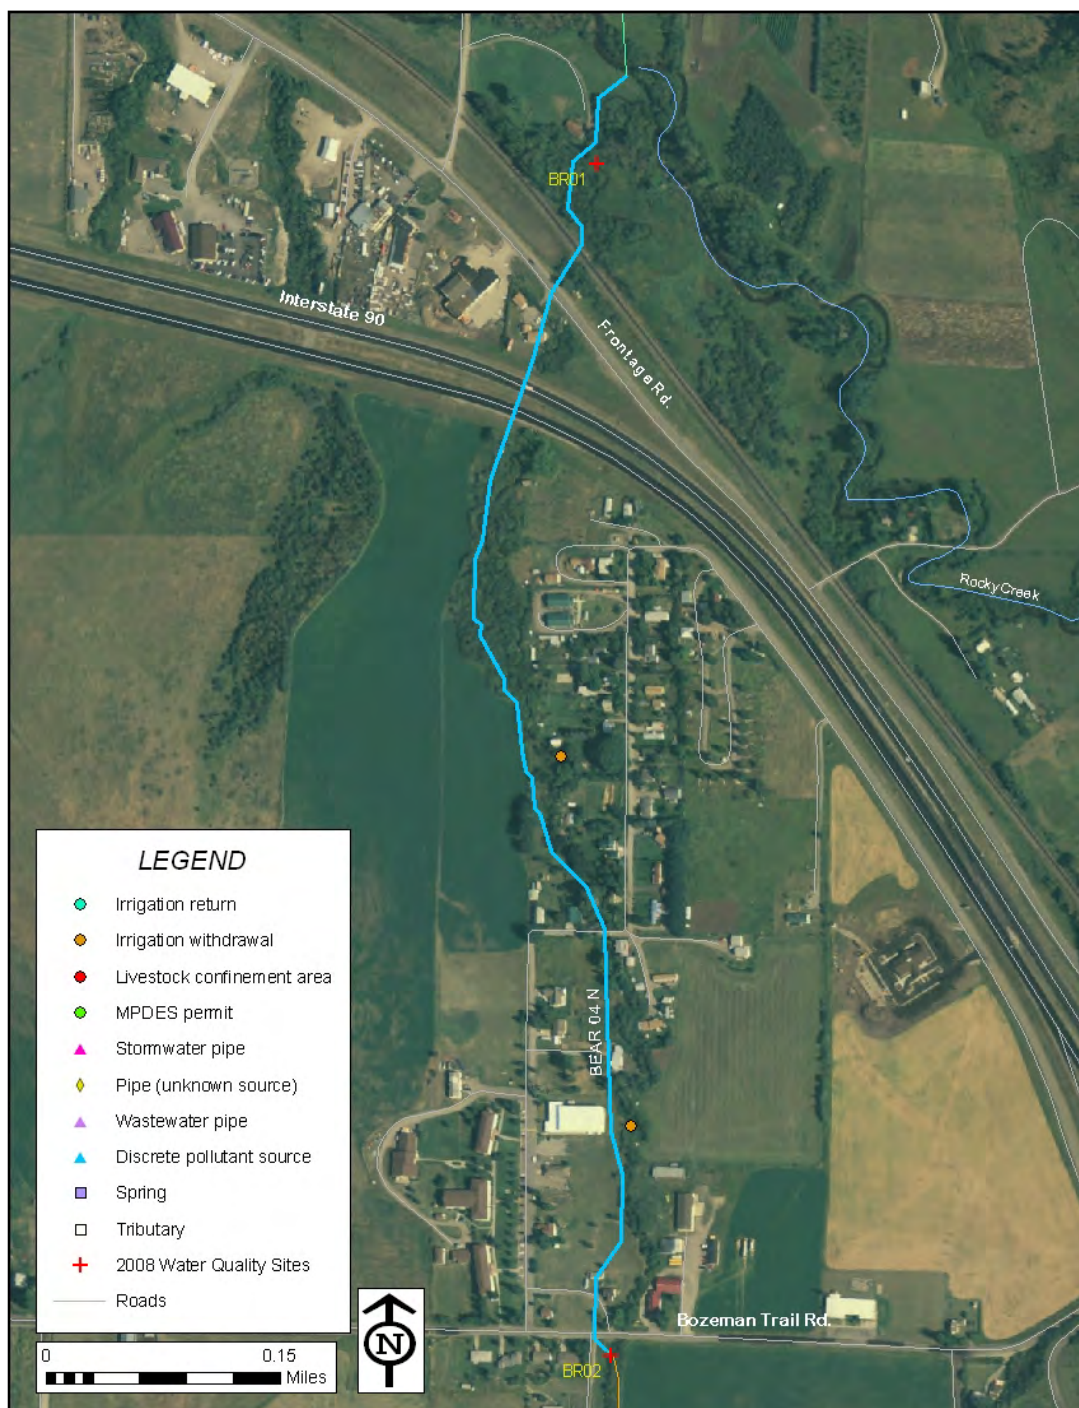 BR01
Interstate 90
Frontage Rd.
Rocky Creek
BEAR 04 N
LEGEND
Irrigation return
Irrigation withdrawal
Livestock confinement area
MPDES permit
Stormwater pipe
Pipe (unknown source)
Wastewater pipe
Discrete pollutant source
Spring
Tributary
2008 Water Quality Sites
Roads
N
0 0.15
Miles
Bozeman Trail Rd.
BR02